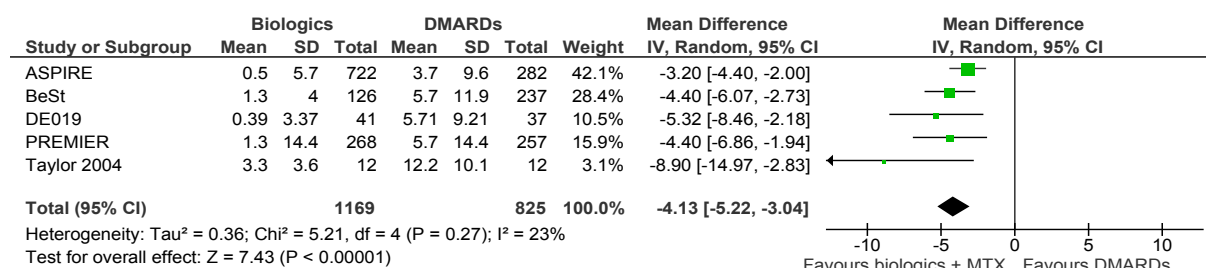 Biologics DMARDs Mean Difference Mean Difference
Study or Subgroup Mean SD Total Mean SD Total Weight IV, Random, 95% CI IV, Random, 95% CI
ASPIRE 0.5 5.7 722 3.7 9.6 282 42.1% -3.20 [-4.40, -2.00]
BeSt 1.3 4 126 5.7 11.9 237 28.4% -4.40 [-6.07, -2.73]
DE019 0.39 3.37 41 5.71 9.21 37 10.5% -5.32 [-8.46, -2.18]
PREMIER 1.3 14.4 268 5.7 14.4 257 15.9% -4.40 [-6.86, -1.94]
Taylor 2004 3.3 3.6 12 12.2 10.1 12 3.1% -8.90 [-14.97, -2.83]
Total (95% CI) 1169 825 100.0% -4.13 [-5.22, -3.04]
Heterogeneity: Tau² = 0.36; Chi² = 5.21, df = 4 (P = 0.27); I² = 23%
Test for overall effect: Z = 7.43 (P < 0.00001)
-10 -5 0 5 10
Favours biologics + MTX Favours DMARDs